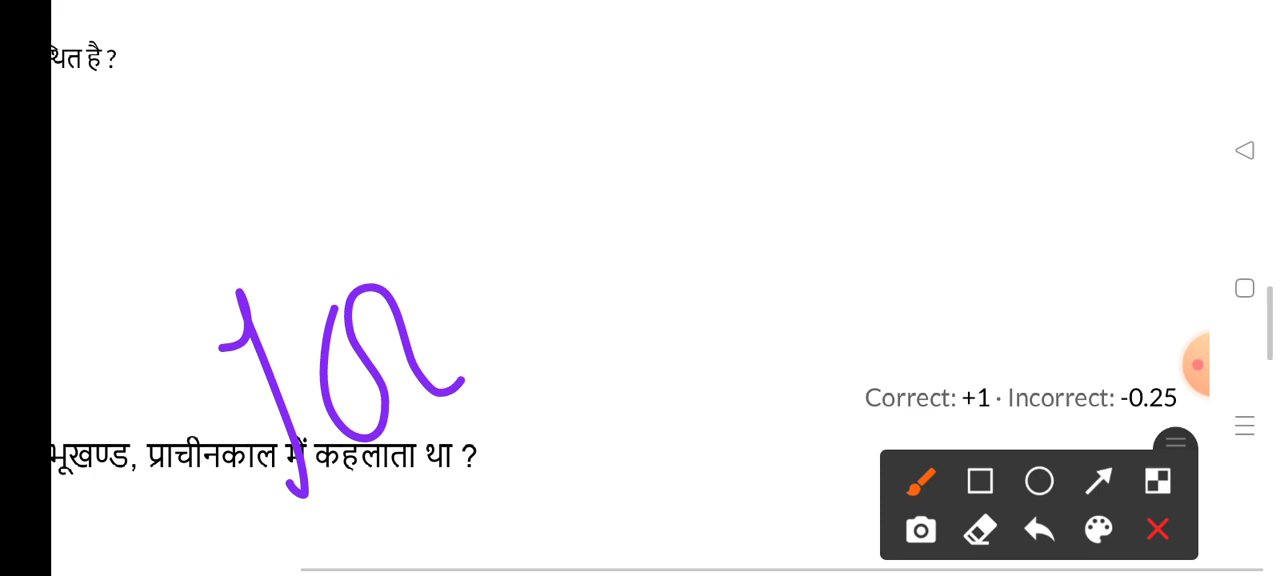 थित है ?
Correct: +1 · Incorrect: -0.25
भूखण्ड, प्राचीनकाल में कहलाता था ?